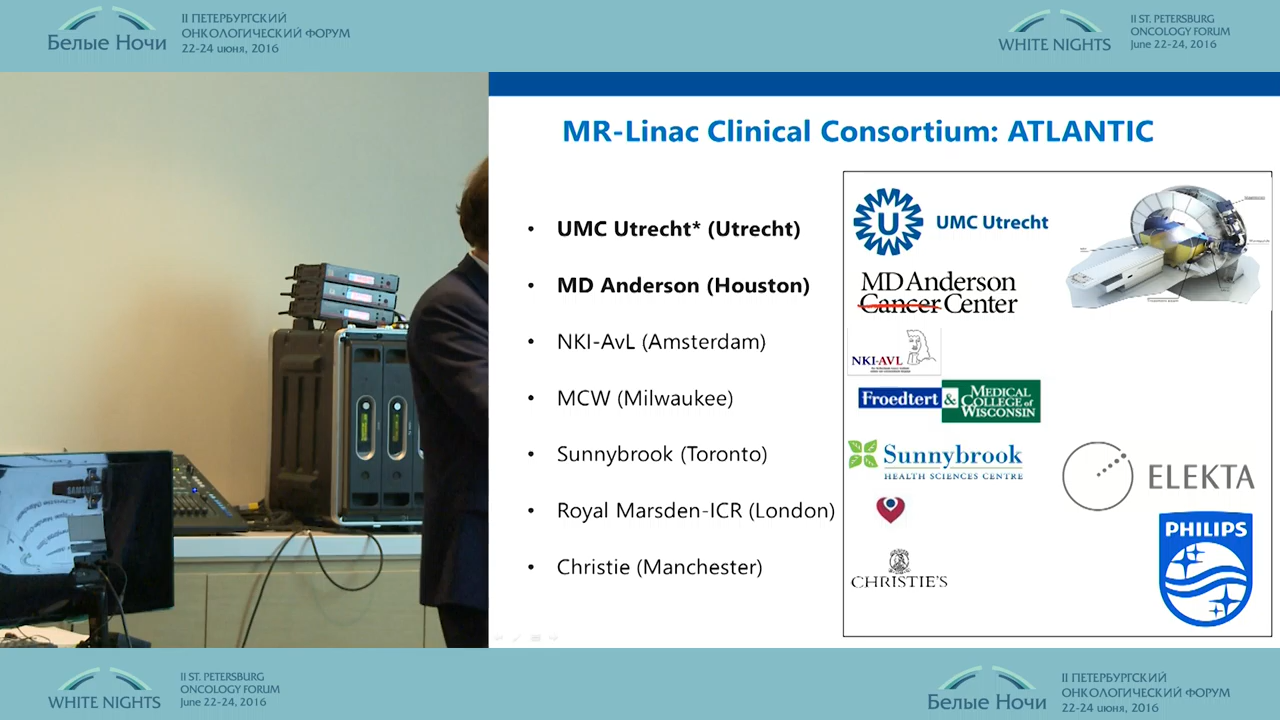 Белые Ночи
II ПЕТЕРБУРГСКИЙ
ОНКОЛОГИЧЕСКИЙ ФОРУМ
22-24 июня, 2016
WHITE NIGHTS
II ST. PETERSBURG
ONCOLOGY FORUM
June 22-24, 2016
MR-Linac Clinical Consortium: ATLANTIC
• UMC Utrecht* (Utrecht)
• MD Anderson (Houston)
• NKI-AvL (Amsterdam)
• MCW (Milwaukee)
• Sunnybrook (Toronto)
• Royal Marsden-ICR (London)
• Christie (Manchester)
U UMC Utrecht
MD Anderson
Cancer Center
NKI-AVL
Froedtert & MEDICAL
COLLEGE of
WISCONSIN
Sunnybrook
HEALTH SCIENCES CENTRE
CHRISTIE'S
ELEKTA
PHILIPS
SAMSUNG
WHITE NIGHTS
II ST. PETERSBURG
ONCOLOGY FORUM
June 22-24, 2016
Белые Ночи
II ПЕТЕРБУРГСКИЙ
ОНКОЛОГИЧЕСКИЙ ФОРУМ
22-24 июня, 2016